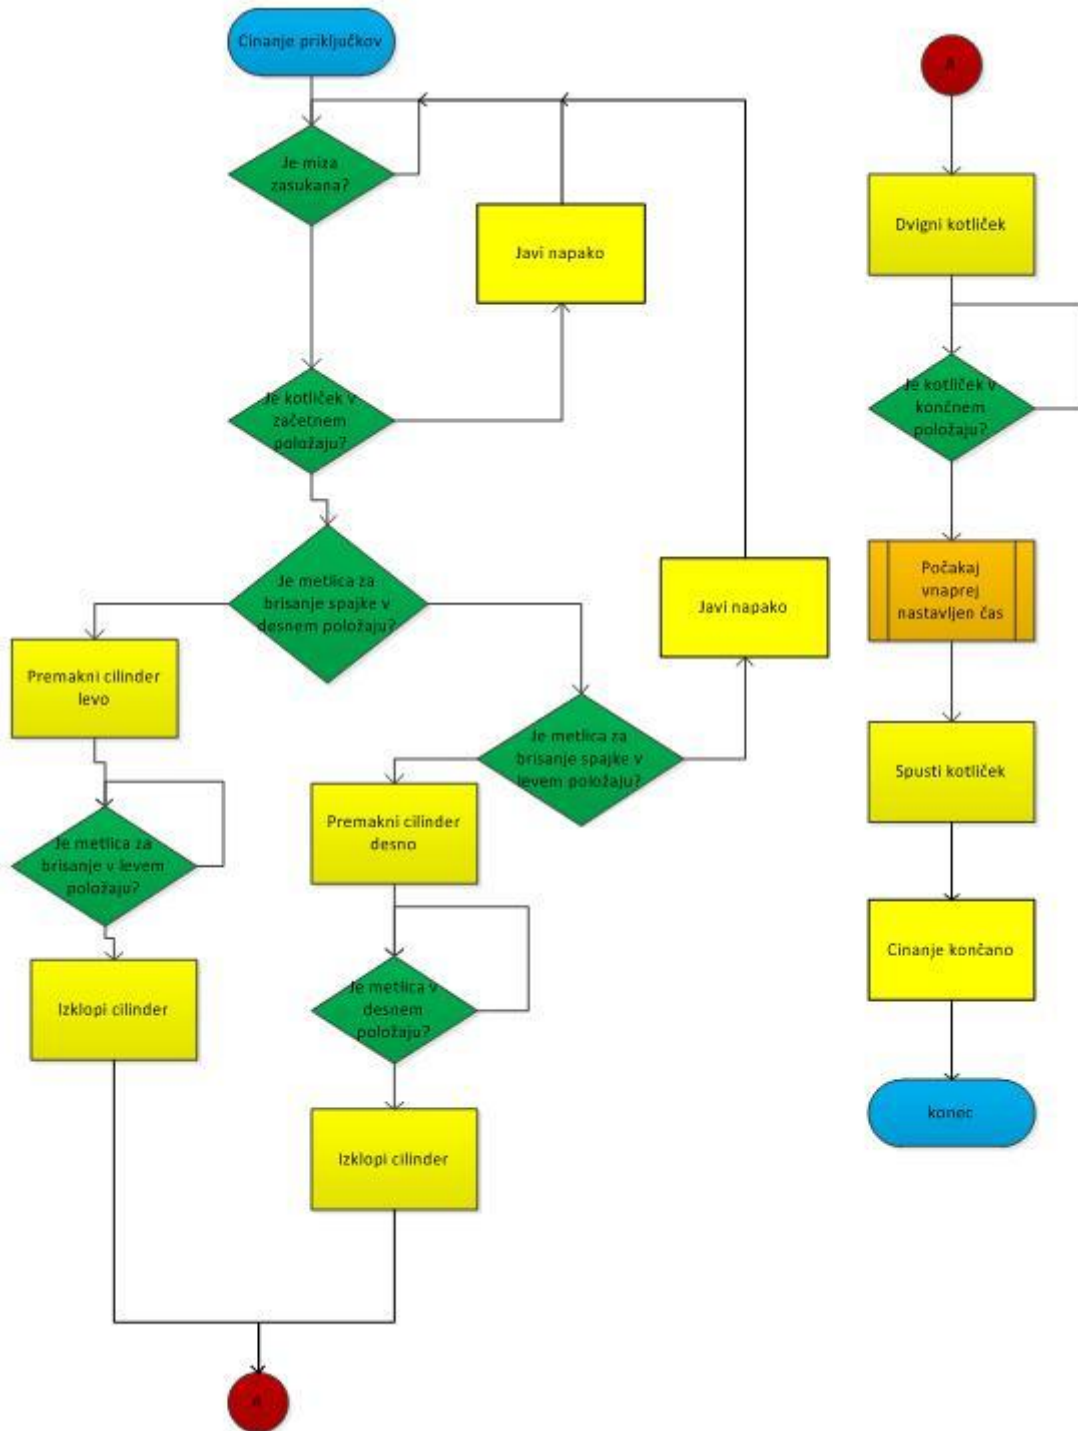 Cinanje priključkov
Je miza
zasukana?
Javi napako
Je kotliček v
začetnem
položaju?
Je metlica za
brisanje spajke v
desnem položaju?
Javi napako
Premakni cilinder
levo
Je metlica za
brisanje spajke v
levem položaju?
Premakni cilinder
desno
Je metlica za
brisanje v levem
položaju?
Izklopi cilinder
Je metlica v
desnem
položaju?
Izklopi cilinder
Dvigni kotliček
Je kotliček v
končnem
položaju?
Počakaj
vnaprej
nastavljen čas
Spusti kotliček
Cinanje končano
konec